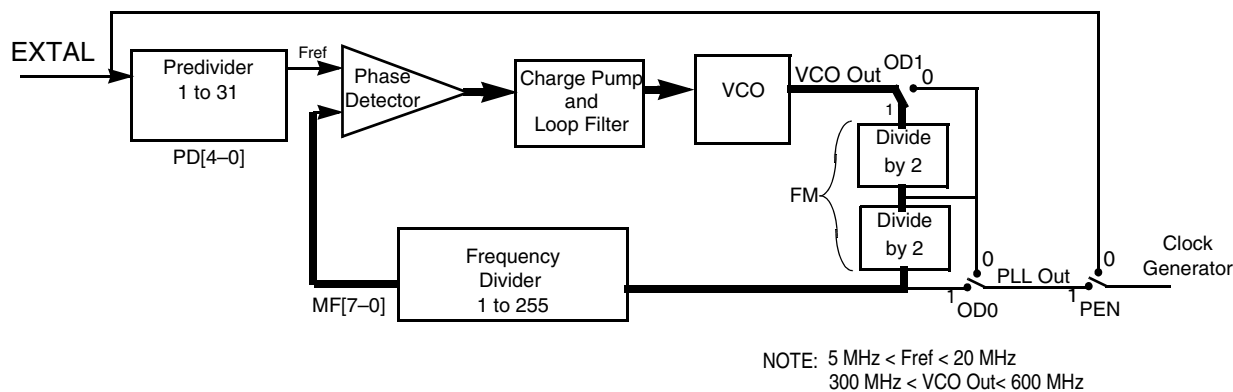 EXTAL
Predivider
1 to 31
PD[4–0]
Fref
Phase
Detector
Charge Pump
and
Loop Filter
VCO
VCO Out
OD1
0
1
Divide
by 2
FM
Divide
by 2
Frequency
Divider
1 to 255
MF[7–0]
0
1
OD0
PLL Out
0
1
PEN
Clock
Generator
NOTE: 5 MHz < Fref < 20 MHz
300 MHz < VCO Out< 600 MHz